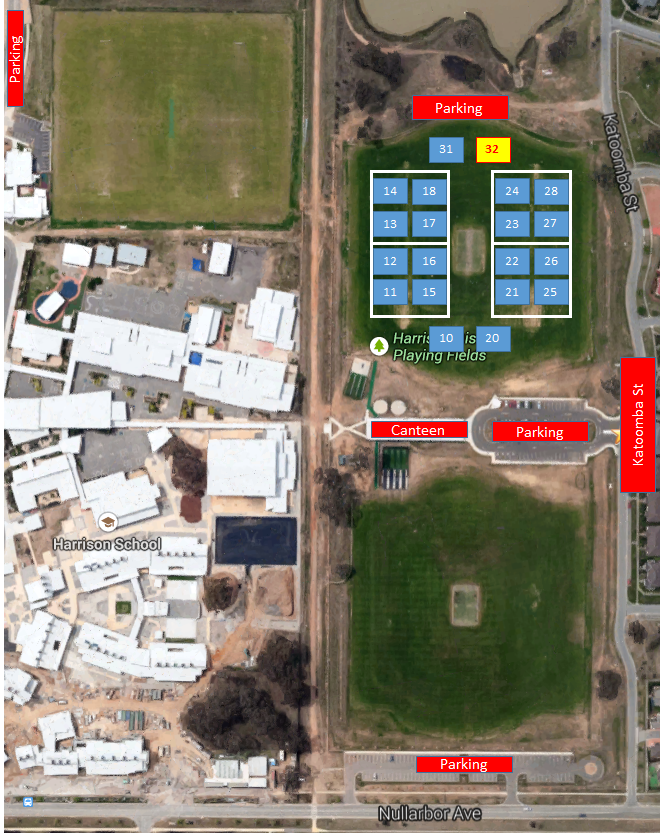 Parking
Parking
Katoomba St
31 32
14 18 24 28
13 17 23 27
12 16 22 26
11 15 21 25
10 20
Playing Fields
Canteen
Parking
Katoomba St
Harrison School
Parking
Nullarbor Ave